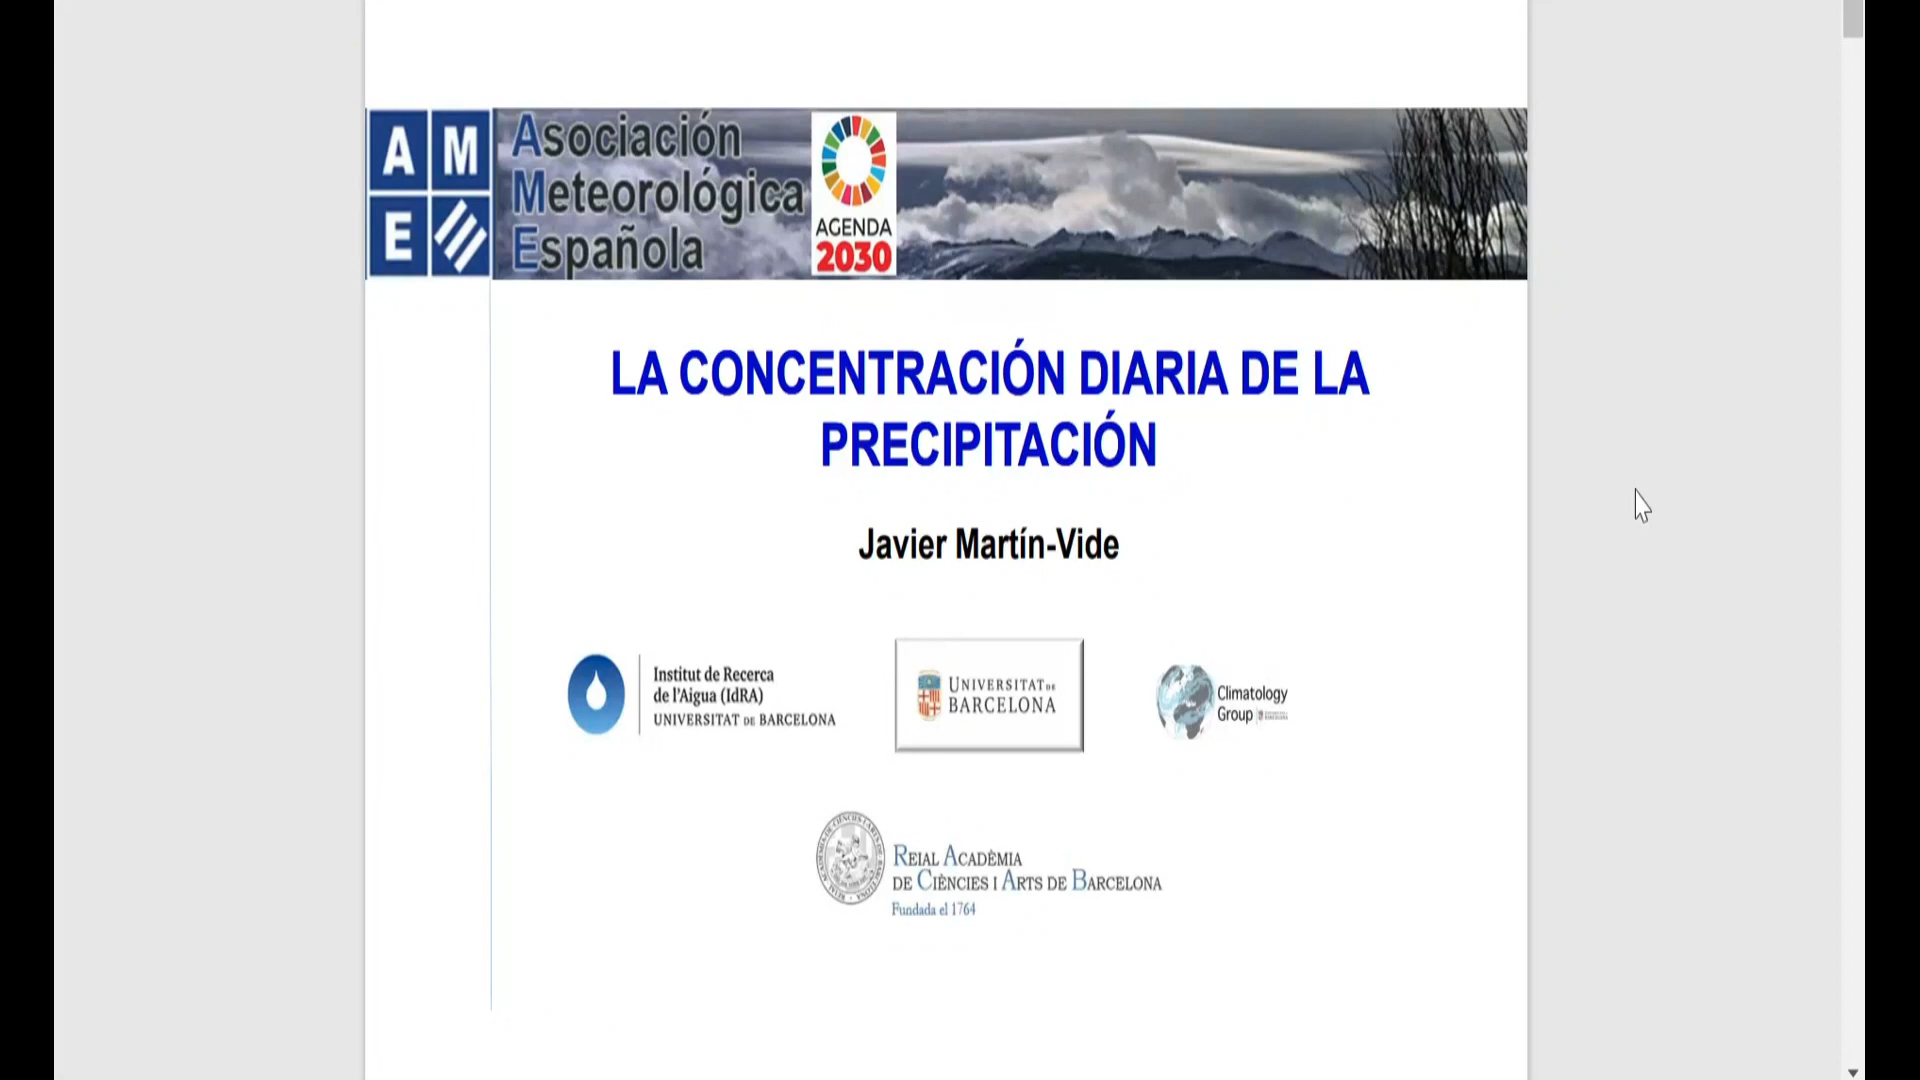 A M
E
Asociación
Meteorológica
Española
AGENDA
2030
LA CONCENTRACIÓN DIARIA DE LA
PRECIPITACIÓN
Javier Martín-Vide
Institut de Recerca
de l'Aigua (IdRA)
UNIVERSITAT DE BARCELONA
UNIVERSITAT DE
BARCELONA
Climatology
Group
REIAL ACADÈMIA
DE CIÈNCIES I ARTS DE BARCELONA
Fundada el 1764